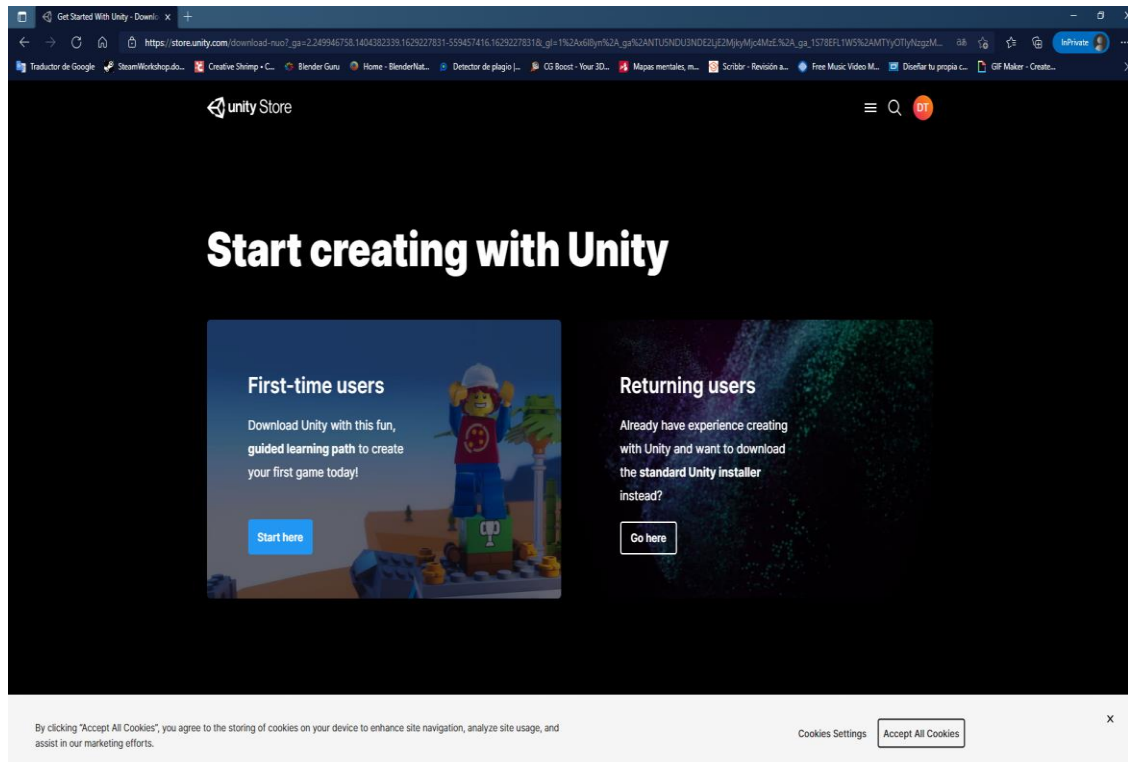 Get Started With Unity - Downlo
https://store.unity.com/download-nuo?_ga=2.249946758.1404382339.1629227831-559457416.1629227831&_gl=1%2Ax6l8yn%2A_ga%2ANTU5NDU3NDE2LjE2MjkyMjc4MzE.%2A_ga_1S78EFL1W5%2AMTYyOTIyNzgzM...
InPrivate
Traductor de Google SteamWorkshop.do... Creative Shrimp • C... Blender Guru Home - BlenderNat... Detector de plagio |... CG Boost - Your 3D... Mapas mentales, m... Scribbr - Revisión a... Free Music Video M... Diseñar tu propia c... GIF Maker - Create...
unity Store
DT
Start creating with Unity
First-time users
Download Unity with this fun,
guided learning path to create
your first game today!
Start here
Returning users
Already have experience creating
with Unity and want to download
the standard Unity installer
instead?
Go here
By clicking "Accept All Cookies", you agree to the storing of cookies on your device to enhance site navigation, analyze site usage, and
assist in our marketing efforts.
Cookies Settings
Accept All Cookies